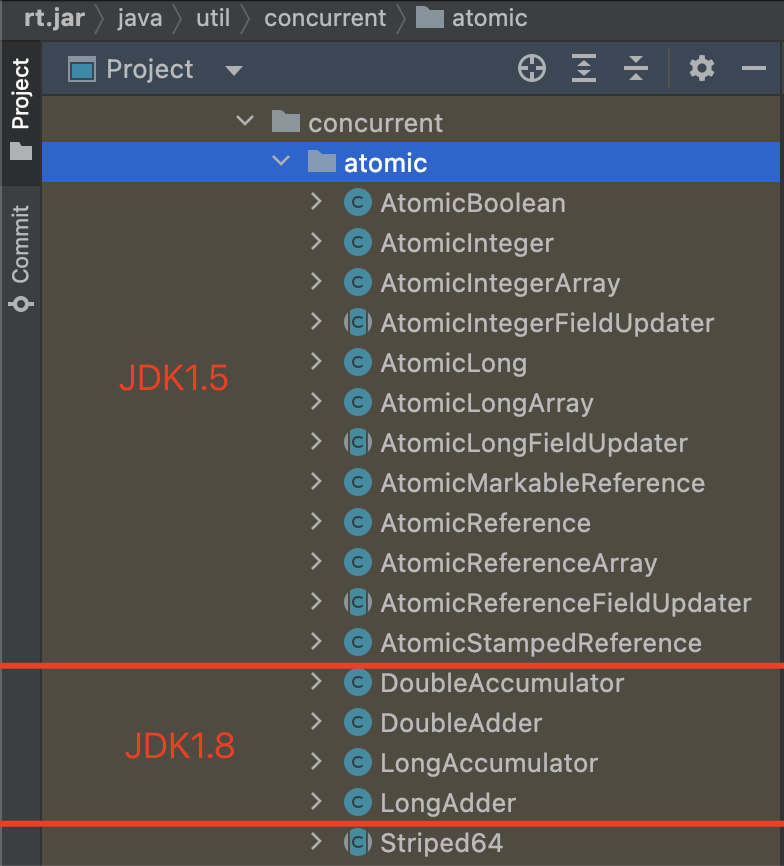 rt.jar java util concurrent atomic
Project
Project
Commit
concurrent
atomic
C AtomicBoolean
C AtomicInteger
C AtomicIntegerArray
C AtomicIntegerFieldUpdater
JDK1.5
C AtomicLong
C AtomicLongArray
C AtomicLongFieldUpdater
C AtomicMarkableReference
C AtomicReference
C AtomicReferenceArray
C AtomicReferenceFieldUpdater
C AtomicStampedReference
C DoubleAccumulator
C DoubleAdder
JDK1.8
C LongAccumulator
C LongAdder
C Striped64